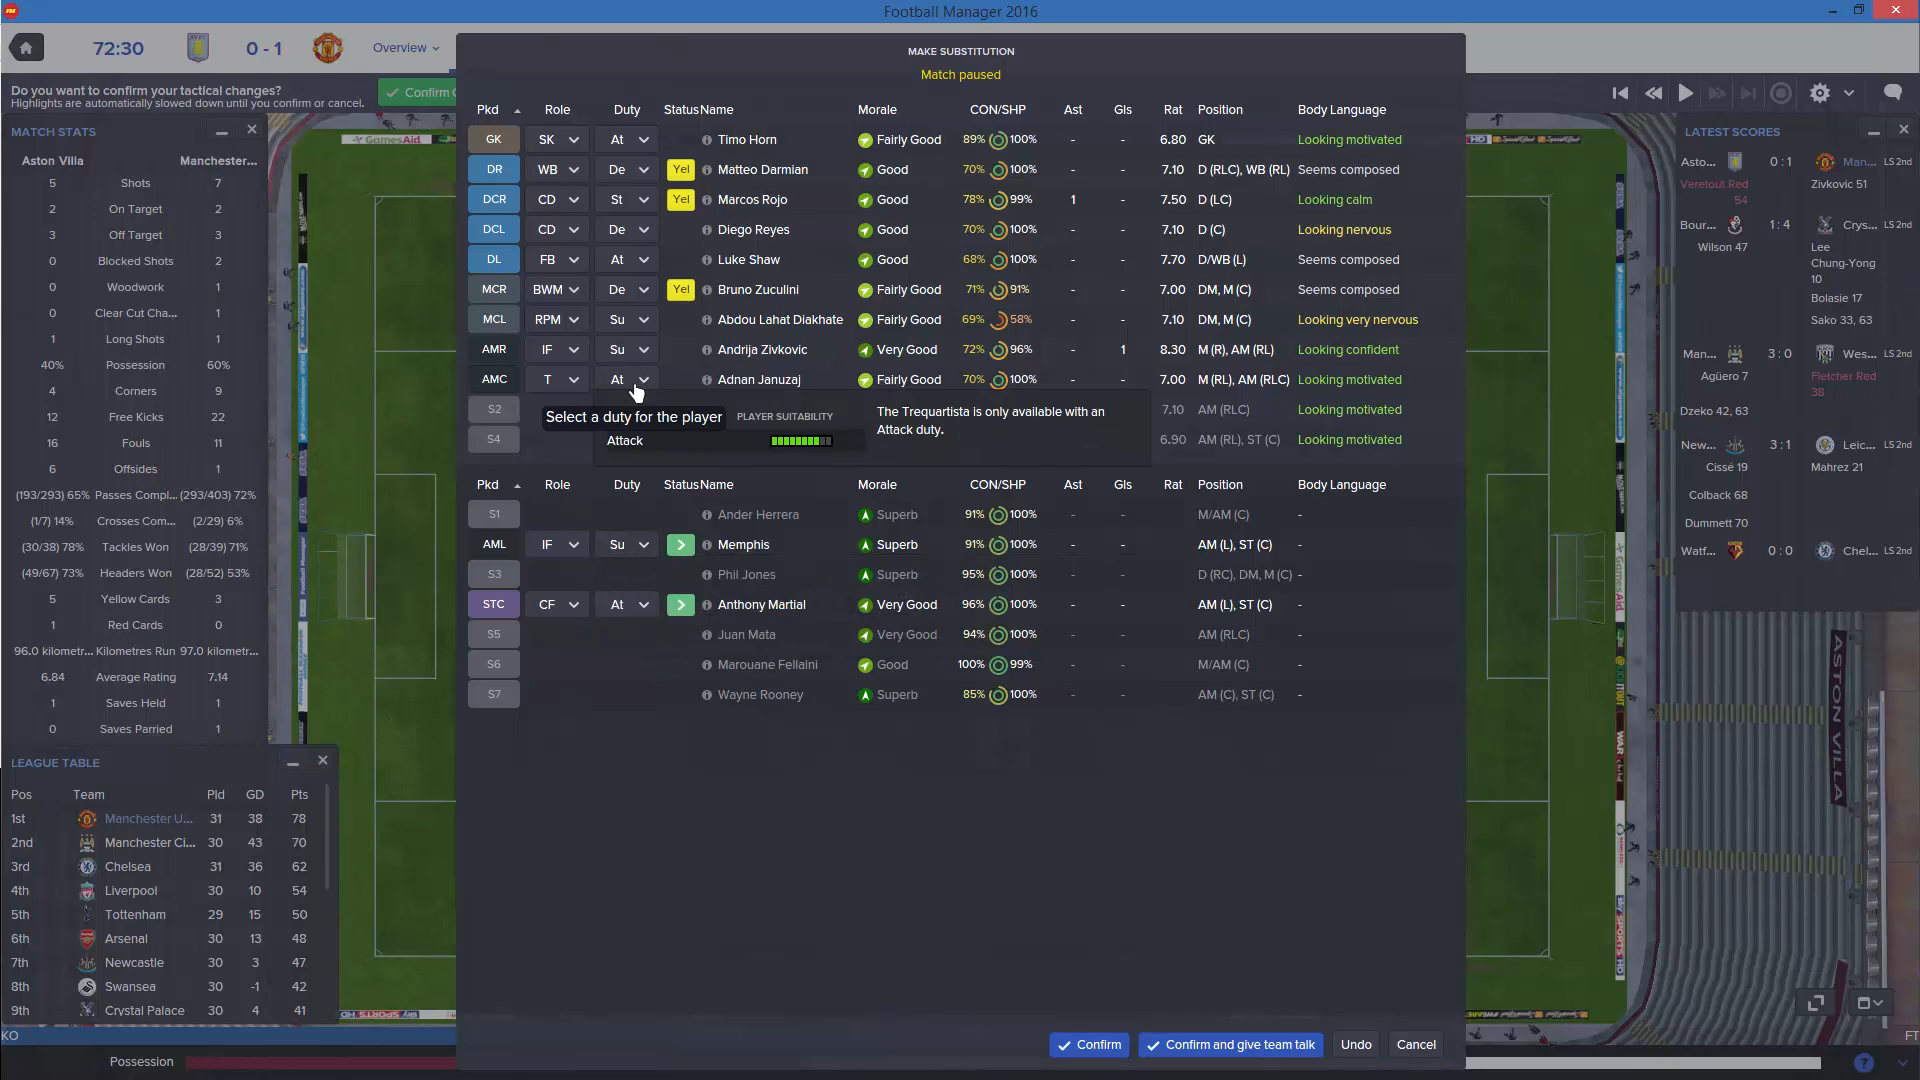 Football Manager 2016
72:30
0 - 1
Overview
Do you want to confirm your tactical changes?
Highlights are automatically slowed down until you confirm or cancel.
Confirm
MAKE SUBSTITUTION
Match paused
Pkd Role Duty Status Name Morale CON/SHP Ast Gls Rat Position Body Language
GK SK At Timo Horn Fairly Good 89% 100% - - 6.80 GK Looking motivated
DR WB De Yel Matteo Darmian Good 70% 100% - - 7.10 D (RLC), WB (RL) Seems composed
DCR CD St Yel Marcos Rojo Good 78% 99% 1 - 7.50 D (LC) Looking calm
DCL CD De Diego Reyes Good 70% 100% - - 7.10 D (C) Looking nervous
DL FB At Luke Shaw Good 68% 100% - - 7.70 D/WB (L) Seems composed
MCR BWM De Yel Bruno Zuculini Fairly Good 71% 91% - - 7.00 DM, M (C) Seems composed
MCL RPM Su Abdou Lahat Diakhate Fairly Good 69% 58% - - 7.10 DM, M (C) Looking very nervous
AMR IF Su Andrija Zivkovic Very Good 72% 96% - 1 8.30 M (R), AM (RL) Looking confident
AMC T At Adnan Januzaj Fairly Good 70% 100% - - 7.00 M (RL), AM (RLC) Looking motivated
S2 7.10 AM (RLC) Looking motivated
S4 6.90 AM (RL), ST (C) Looking motivated
Select a duty for the player
PLAYER SUITABILITY
Attack
The Trequartista is only available with an
Attack duty.
Pkd Role Duty Status Name Morale CON/SHP Ast Gls Rat Position Body Language
S1 Ander Herrera Superb 91% 100% - - - M/AM (C) -
AML IF Su Memphis Superb 91% 100% - - - AM (L), ST (C) -
S3 Phil Jones Superb 95% 100% - - - D (RC), DM, M (C) -
STC CF At Anthony Martial Very Good 96% 100% - - - AM (L), ST (C) -
S5 Juan Mata Very Good 94% 100% - - - AM (RLC) -
S6 Marouane Fellaini Good 100% 99% - - - M/AM (C) -
S7 Wayne Rooney Superb 85% 100% - - - AM (C), ST (C) -
Confirm
Confirm and give team talk
Undo
Cancel
MATCH STATS
Aston Villa Manchester...
5 Shots 7
2 On Target 2
3 Off Target 3
0 Blocked Shots 2
0 Woodwork 1
0 Clear Cut Cha... 1
1 Long Shots 1
40% Possession 60%
4 Corners 9
12 Free Kicks 22
16 Fouls 11
6 Offsides 1
(193/293) 65% Passes Compl... (293/403) 72%
(1/7) 14% Crosses Com... (2/29) 6%
(30/38) 78% Tackles Won (28/39) 71%
(49/67) 73% Headers Won (28/52) 53%
5 Yellow Cards 3
1 Red Cards 0
96.0 kilometr... Kilometres Run 97.0 kilomet...
6.84 Average Rating 7.14
1 Saves Held 1
0 Saves Parried 1
LEAGUE TABLE
Pos Team Pld GD Pts
1st Manchester U... 31 38 78
2nd Manchester Ci... 30 43 70
3rd Chelsea 31 36 62
4th Liverpool 30 10 54
5th Tottenham 29 15 50
6th Arsenal 30 13 48
7th Newcastle 30 3 47
8th Swansea 30 -1 42
9th Crystal Palace 30 4 41
KO
FT
Possession
LATEST SCORES
Asto... 0:1 Man... LS 2nd
Veretout Red
54
Zivkovic 51
Bour... 1:4 Crys... LS 2nd
Wilson 47
Lee
Chung-Yong
10
Bolasie 17
Sako 33, 63
Man... 3:0 Wes... LS 2nd
Agüero 7
Fletcher Red
38
Dzeko 42, 63
New... 3:1 Leic... LS 2nd
Cissé 19
Mahrez 21
Colback 68
Dummett 70
Watf... 0:0 Chel... LS 2nd
GamesAid
ASTON VILLA
sky SPORTS HD